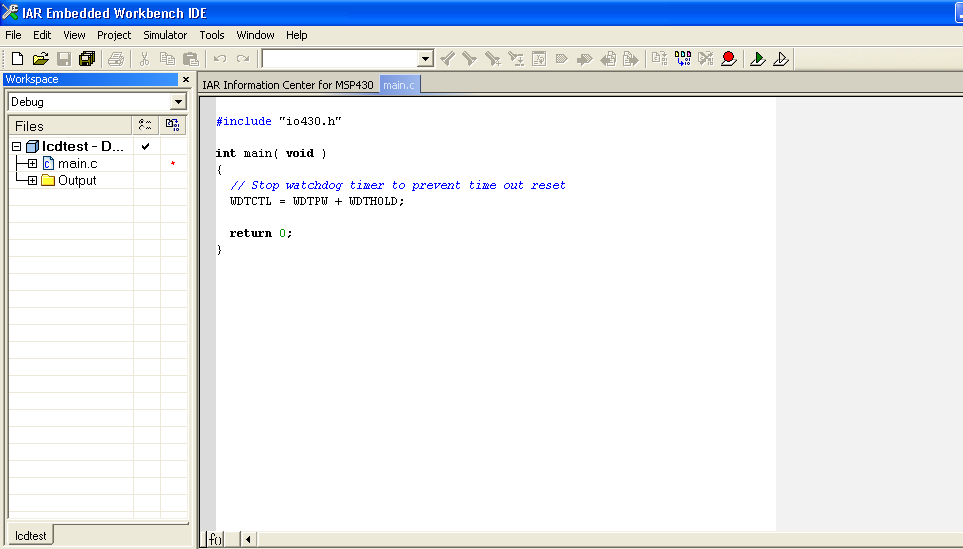 IAR Embedded Workbench IDE
File Edit View Project Simulator Tools Window Help
Workspace
IAR Information Center for MSP430 main.c
Debug
Files
lcdtest - D...
main.c
Output
#include "io430.h"
int main( void )
{
// Stop watchdog timer to prevent time out reset
WDTCTL = WDTPW + WDTHOLD;
return 0;
}
lcdtest
f()